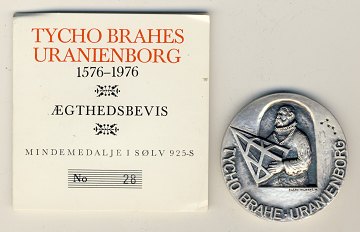 TYCHO BRAHES
URANIENBORG
1576–1976
ÆGTHEDSBEVIS
MINDEMEDALJE I SØLV 925-S
No 28
TYCHO BRAHE · URANIENBORG